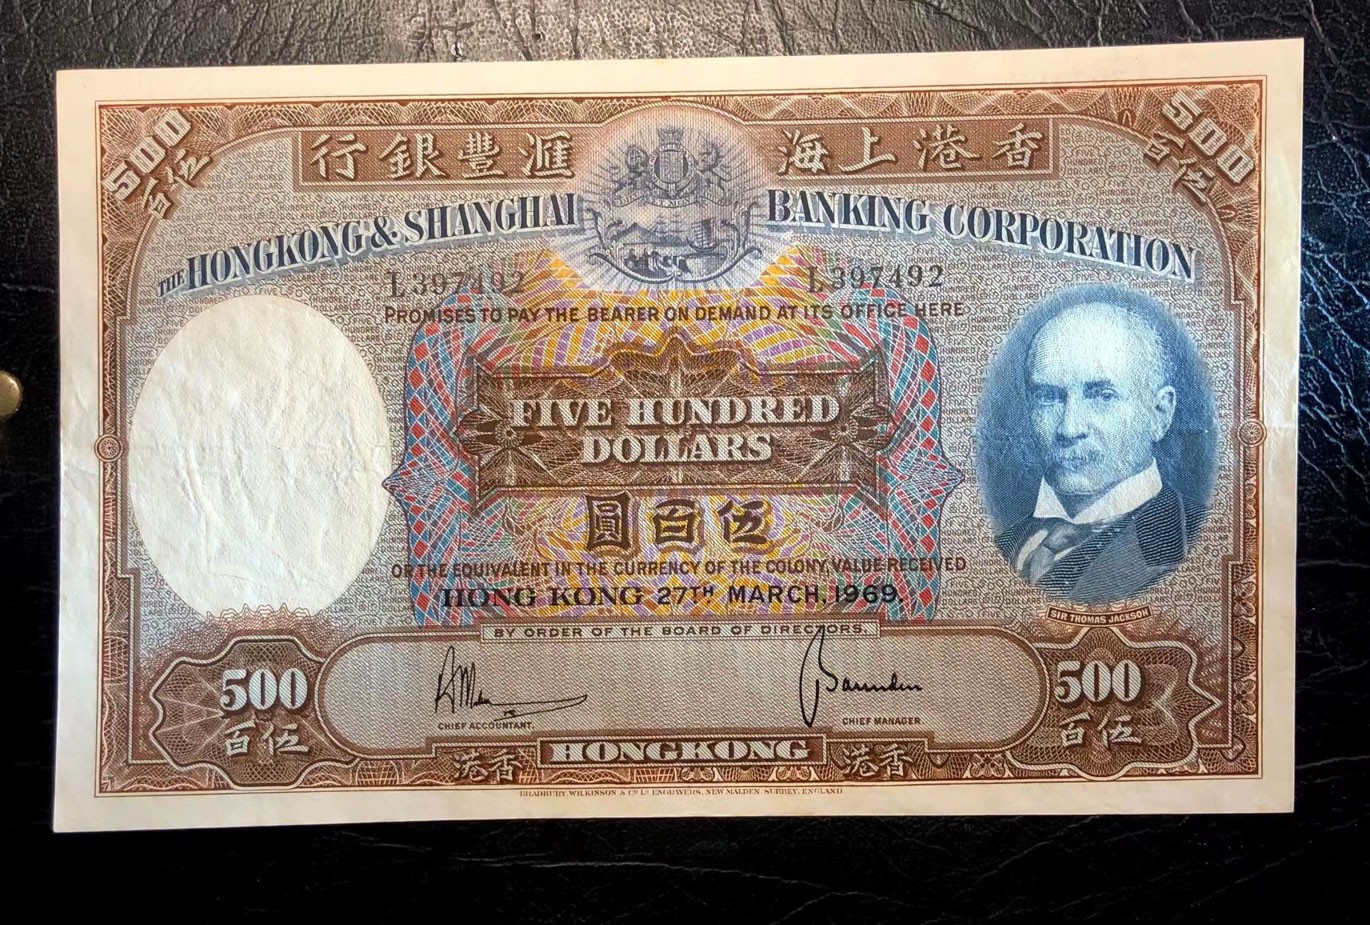 500
百伍
行銀豐滙
海上港香
500
百伍
THE HONGKONG & SHANGHAI BANKING CORPORATION
L397492
L397492
PROMISES TO PAY THE BEARER ON DEMAND AT ITS OFFICE HERE
FIVE HUNDRED
DOLLARS
圓百伍
OR THE EQUIVALENT IN THE CURRENCY OF THE COLONY, VALUE RECEIVED
HONG KONG 27TH MARCH, 1969.
SIR THOMAS JACKSON
BY ORDER OF THE BOARD OF DIRECTORS.
500
百伍
CHIEF ACCOUNTANT.
CHIEF MANAGER.
500
百伍
港香
HONGKONG
港香
BRADBURY, WILKINSON & Co Ld ENGRAVERS, NEW MALDEN, SURREY, ENGLAND